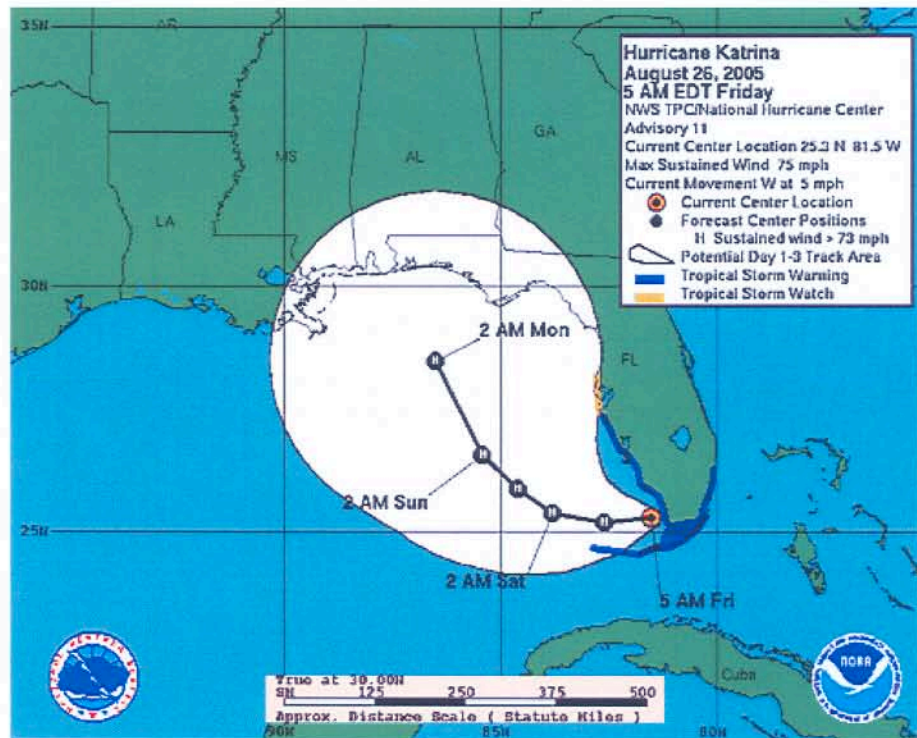 35N
AR
Hurricane Katrina
August 26, 2005
5 AM EDT Friday
NWS TPC/National Hurricane Center
Advisory 11
Current Center Location 25.3 N 81.5 W
Max Sustained Wind 75 mph
Current Movement W at 5 mph
Current Center Location
Forecast Center Positions
H Sustained wind > 73 mph
Potential Day 1-3 Track Area
Tropical Storm Warning
Tropical Storm Watch
MS
AL
GA
LA
30N
2 AM Mon
FL
H
H
2 AM Sun
H
H
H
25N
2 AM Sat
5 AM Fri
Cuba
NOAA
True at 30.00N
SM 125 250 375 500
Approx. Distance Scale ( Statute Miles )
90W
85W
80W